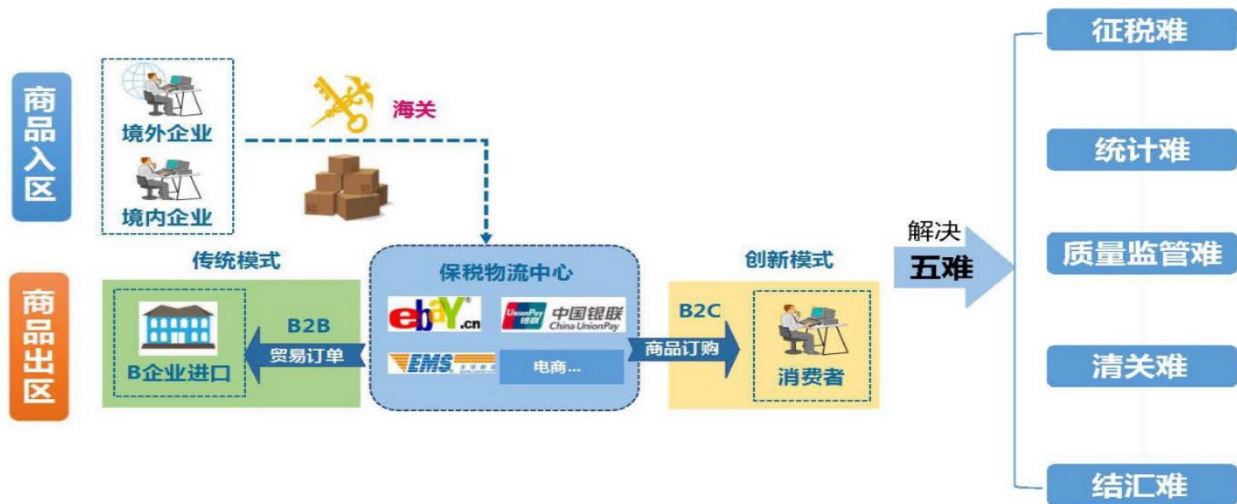 商品入区
境外企业
境内企业
海关
商品出区
传统模式
B企业进口
B2B
贸易订单
保税物流中心
ebaY.cn
UnionPay
银联
中国银联
China UnionPay
EMS
电商...
创新模式
B2C
商品订购
消费者
解决
五难
征税难
统计难
质量监管难
清关难
结汇难